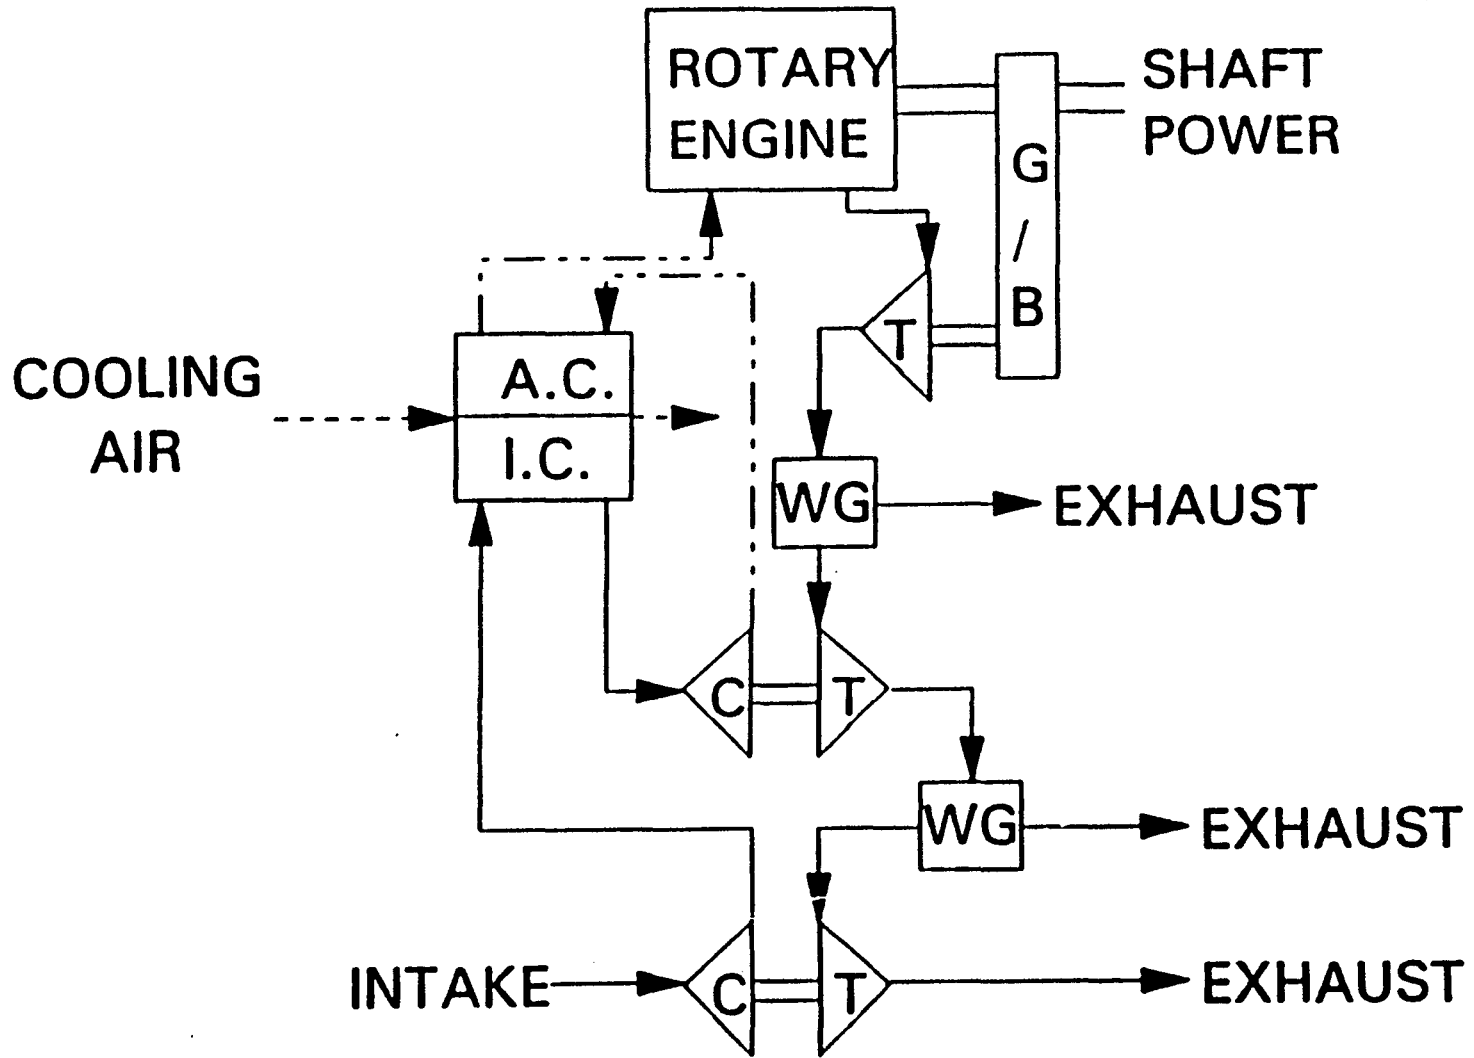 ROTARY
ENGINE
SHAFT
POWER
G
/
B
T
COOLING
AIR
A.C.
I.C.
WG
EXHAUST
C
T
WG
EXHAUST
INTAKE
C
T
EXHAUST